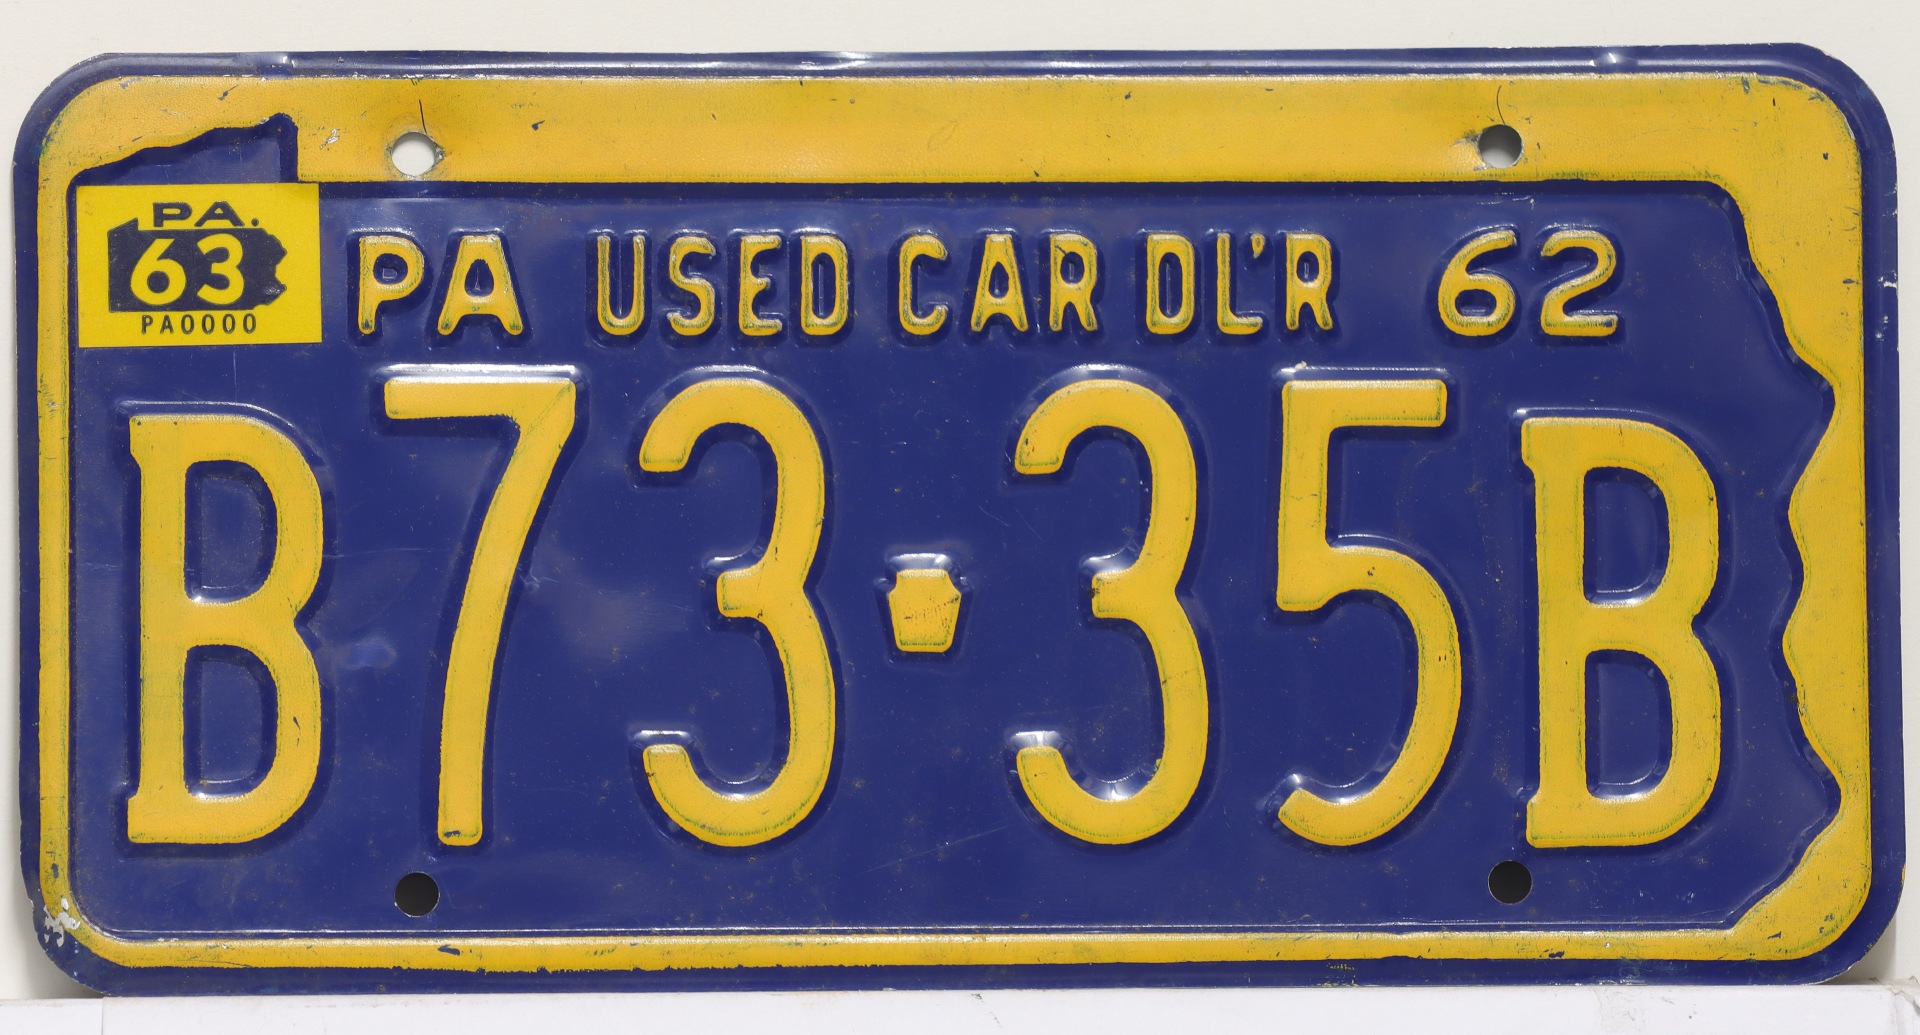 PA.
63
PA0000
PA USED CAR DL'R 62
B73-35B